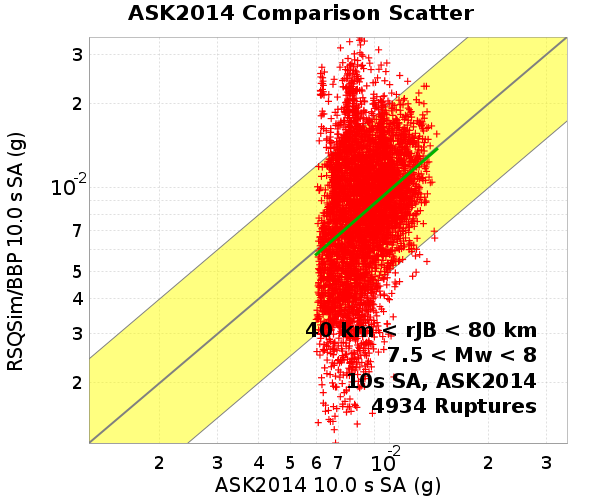 ASK2014 Comparison Scatter
RSQSim/BBP 10.0 s SA (g)
3
2
10-2
7
5
4
3
2
40 km < rJB < 80 km
7.5 < Mw < 8
10s SA, ASK2014
4934 Ruptures
2 3 4 5 6 7 10-2 2 3
ASK2014 10.0 s SA (g)